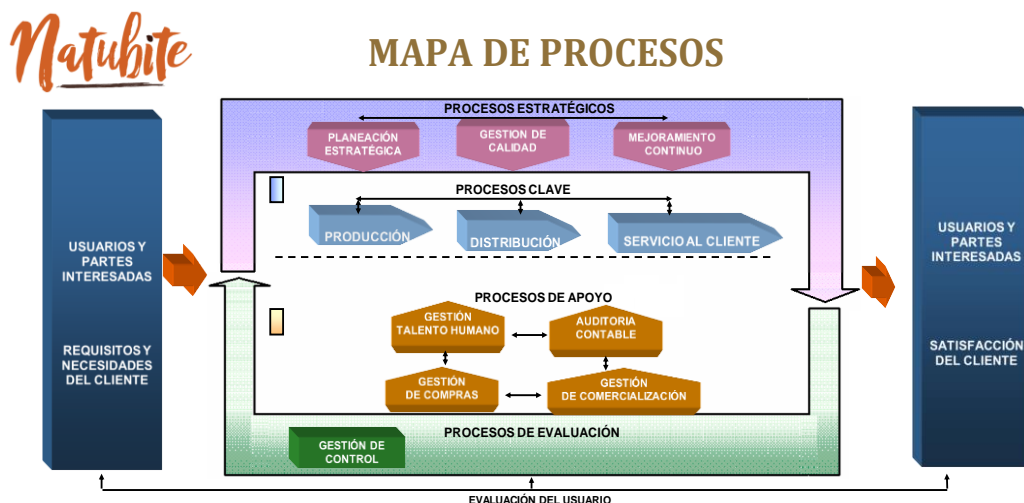 Natubite
MAPA DE PROCESOS
PROCESOS ESTRATÉGICOS
PLANEACIÓN
ESTRATÉGICA
GESTION DE
CALIDAD
MEJORAMIENTO
CONTINUO
PROCESOS CLAVE
PRODUCCIÓN
DISTRIBUCIÓN
SERVICIO AL CLIENTE
USUARIOS Y
PARTES
INTERESADAS
REQUISITOS Y
NECESIDADES
DEL CLIENTE
PROCESOS DE APOYO
GESTIÓN
TALENTO HUMANO
AUDITORIA
CONTABLE
GESTIÓN
DE COMPRAS
GESTIÓN
DE COMERCIALIZACIÓN
PROCESOS DE EVALUACIÓN
GESTIÓN DE
CONTROL
USUARIOS Y
PARTES
INTERESADAS
SATISFACCIÓN
DEL CLIENTE
EVALUACIÓN DEL USUARIO